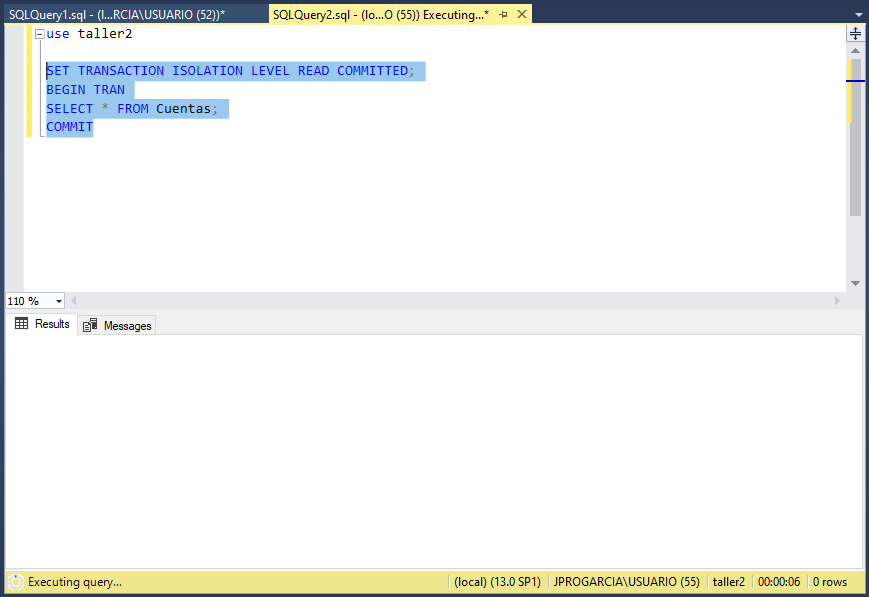 SQLQuery1.sql - (l...RCIA\USUARIO (52))*
SQLQuery2.sql - (lo...O (55)) Executing...*
use taller2
SET TRANSACTION ISOLATION LEVEL READ COMMITTED;
BEGIN TRAN
SELECT * FROM Cuentas;
COMMIT
110 %
Results
Messages
Executing query...
(local) (13.0 SP1)
JPROGARCIA\USUARIO (55)
taller2
00:00:06
0 rows